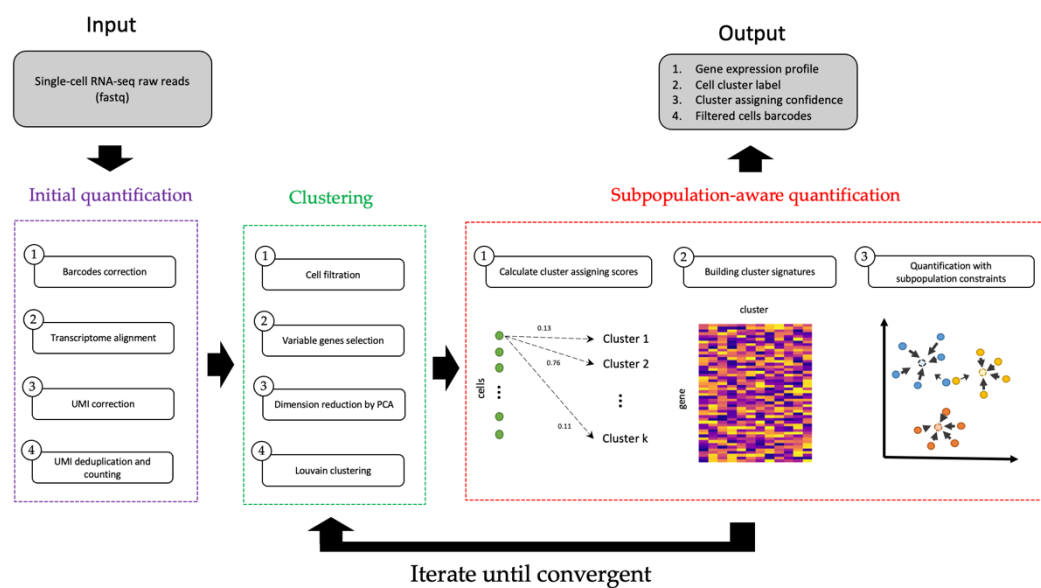 Input
Single-cell RNA-seq raw reads
(fastq)
Output
1. Gene expression profile
2. Cell cluster label
3. Cluster assigning confidence
4. Filtered cells barcodes
Initial quantification
1
Barcodes correction
2
Transcriptome alignment
3
UMI correction
4
UMI deduplication and
counting
Clustering
1
Cell filtration
2
Variable genes selection
3
Dimension reduction by PCA
4
Louvain clustering
Subpopulation-aware quantification
1
Calculate cluster assigning scores
cells
0.13
0.76
0.11
Cluster 1
Cluster 2
...
Cluster k
2
Building cluster signatures
cluster
gene
3
Quantification with
subpopulation constraints
Iterate until convergent